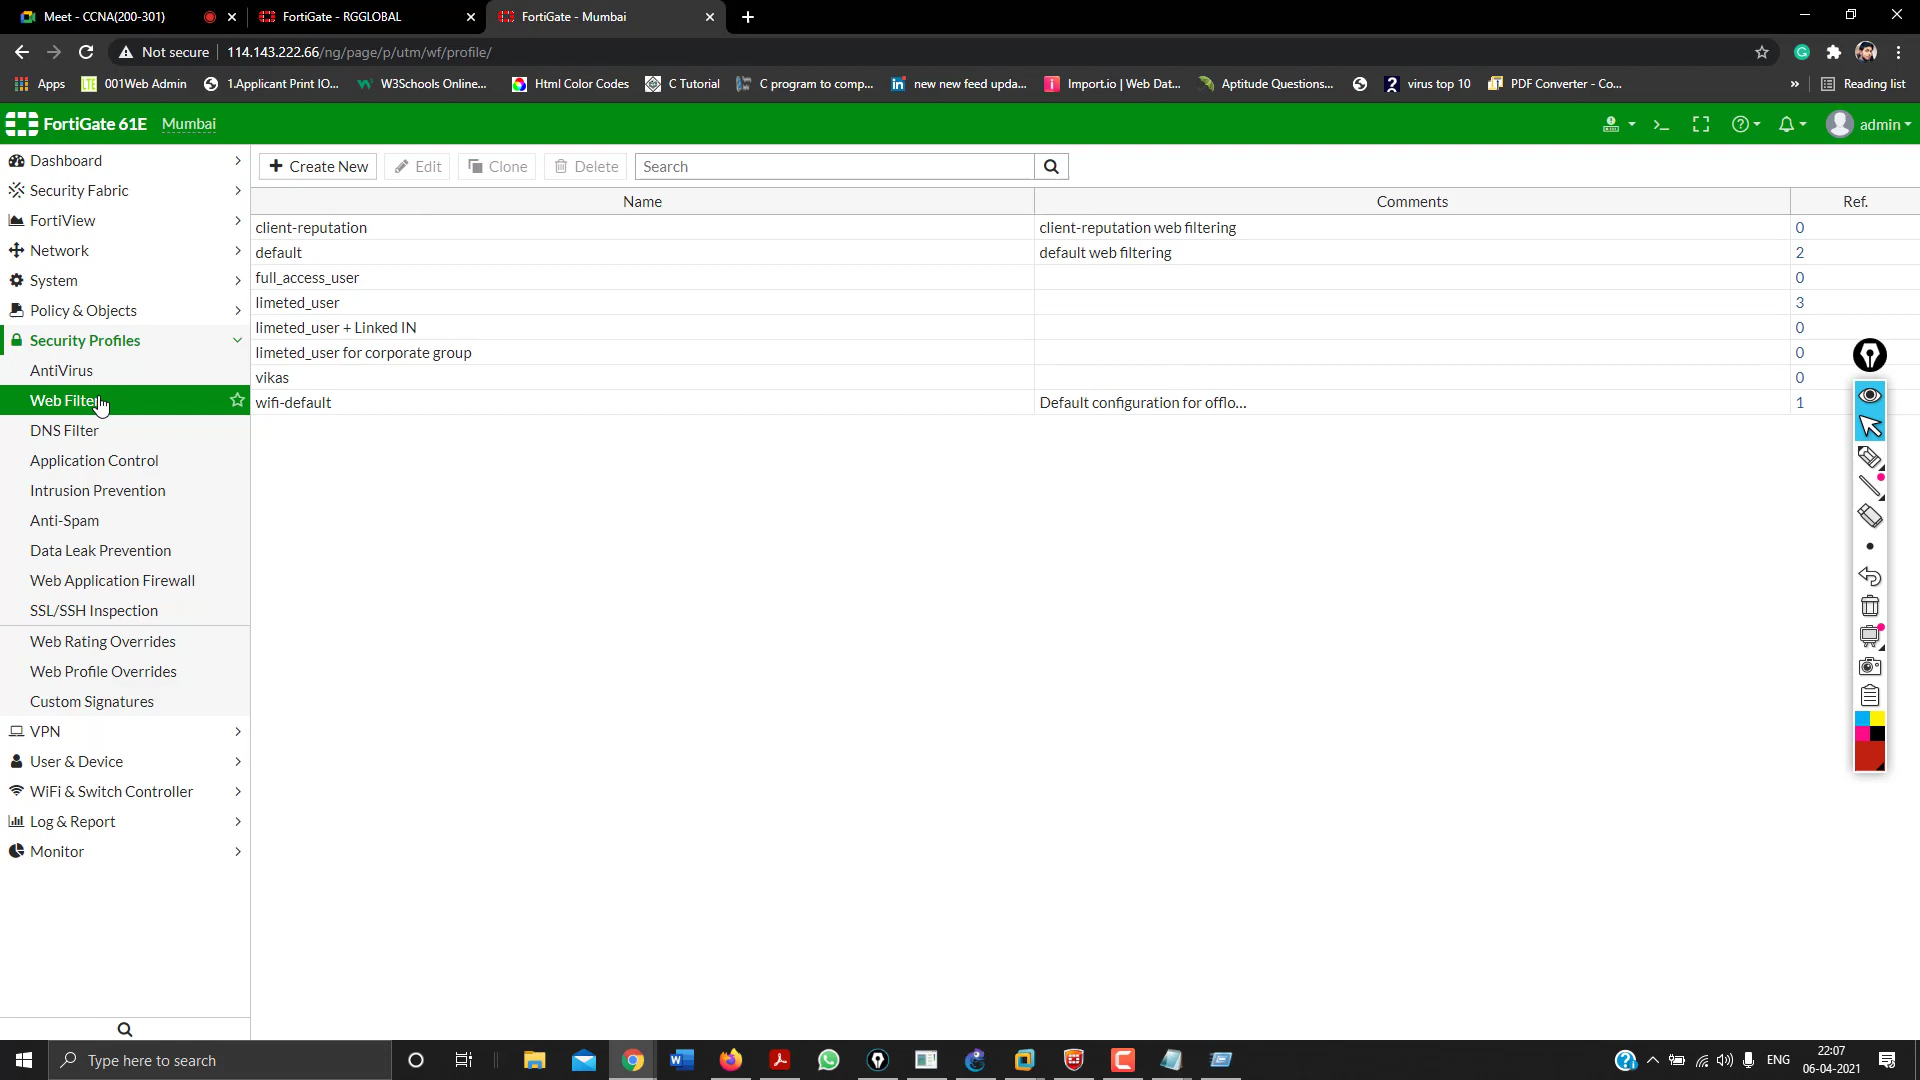 Meet - CCNA(200-301)
FortiGate - RGGLOBAL
FortiGate - Mumbai
Not secure
114.143.222.66/ng/page/p/utm/wf/profile/
Apps
001Web Admin
1.Applicant Print IO...
W3Schools Online...
Html Color Codes
C Tutorial
C program to comp...
new new feed upda...
Import.io | Web Dat...
Aptitude Questions...
virus top 10
PDF Converter - Co...
»
Reading list
FortiGate 61E
Mumbai
admin
Dashboard
Security Fabric
FortiView
Network
System
Policy & Objects
Security Profiles
AntiVirus
Web Filter
DNS Filter
Application Control
Intrusion Prevention
Anti-Spam
Data Leak Prevention
Web Application Firewall
SSL/SSH Inspection
Web Rating Overrides
Web Profile Overrides
Custom Signatures
VPN
User & Device
WiFi & Switch Controller
Log & Report
Monitor
Create New
Edit
Clone
Delete
Search
Name Comments Ref.
client-reputation client-reputation web filtering 0
default default web filtering 2
full_access_user 0
limeted_user 3
limeted_user + Linked IN 0
limeted_user for corporate group 0
vikas 0
wifi-default Default configuration for offlo... 1
Type here to search
ENG
22:07
06-04-2021